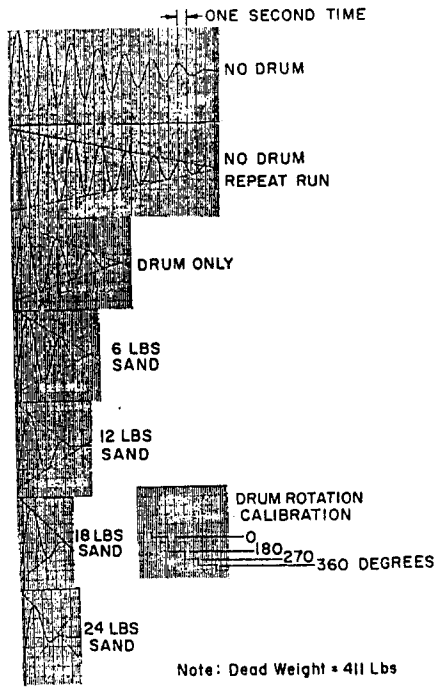 ONE SECOND TIME
NO DRUM
NO DRUM
REPEAT RUN
DRUM ONLY
6 LBS
SAND
12 LBS
SAND
18 LBS
SAND
DRUM ROTATION
CALIBRATION
0
180
270
360 DEGREES
24 LBS
SAND
Note: Dead Weight = 411 Lbs